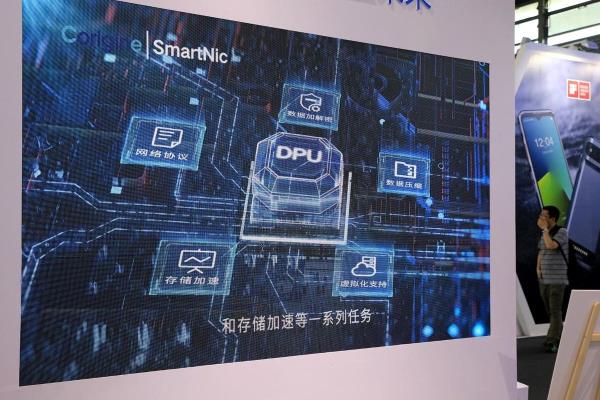 Corigine | SmartNic
数据加解密
网络协议
DPU
数据压缩
存储加速
虚拟化支持
和存储加速等一系列任务
12:04